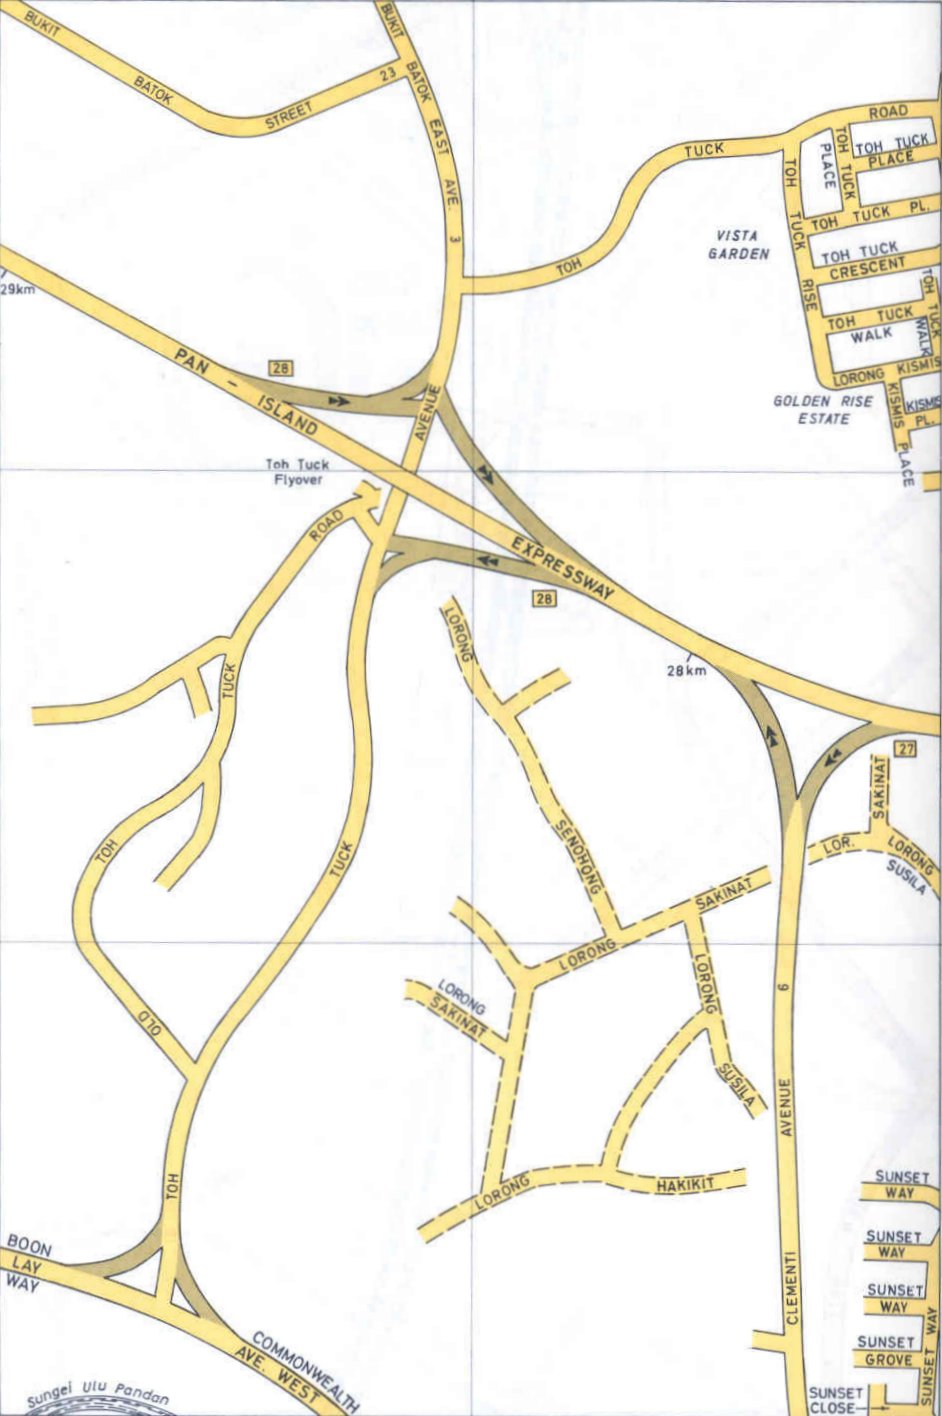 BUKIT
BATOK
STREET
23
BUKIT
BATOK EAST AVE. 3
TOH
TUCK
ROAD
TOH TUCK
PLACE
TOH TUCK
PLACE
TOH TUCK PL.
TOH TUCK
CRESCENT
TOH TUCK RISE
VISTA
GARDEN
TOH TUCK
WALK
TOH TUCK
WALK
LORONG KISMIS
KISMIS PLACE
KISMIS
PL.
GOLDEN RISE
ESTATE
29km
PAN - ISLAND
EXPRESSWAY
28
AVENUE
Toh Tuck
Flyover
ROAD
TUCK
TOH
OLD
28
28km
27
LORONG
SENOHONG
TUCK
TOH
SAKINAT
LOR.
LORONG
SUSILA
LORONG
SAKINAT
LORONG
SAKINAT
LORONG
SUSILA
LORONG
HAKIKIT
CLEMENTI
AVENUE
6
SUNSET
WAY
SUNSET
WAY
SUNSET
WAY
SUNSET
GROVE
SUNSET WAY
SUNSET
CLOSE
BOON
LAY
WAY
COMMONWEALTH
AVE. WEST
Sungei Ulu Pandan